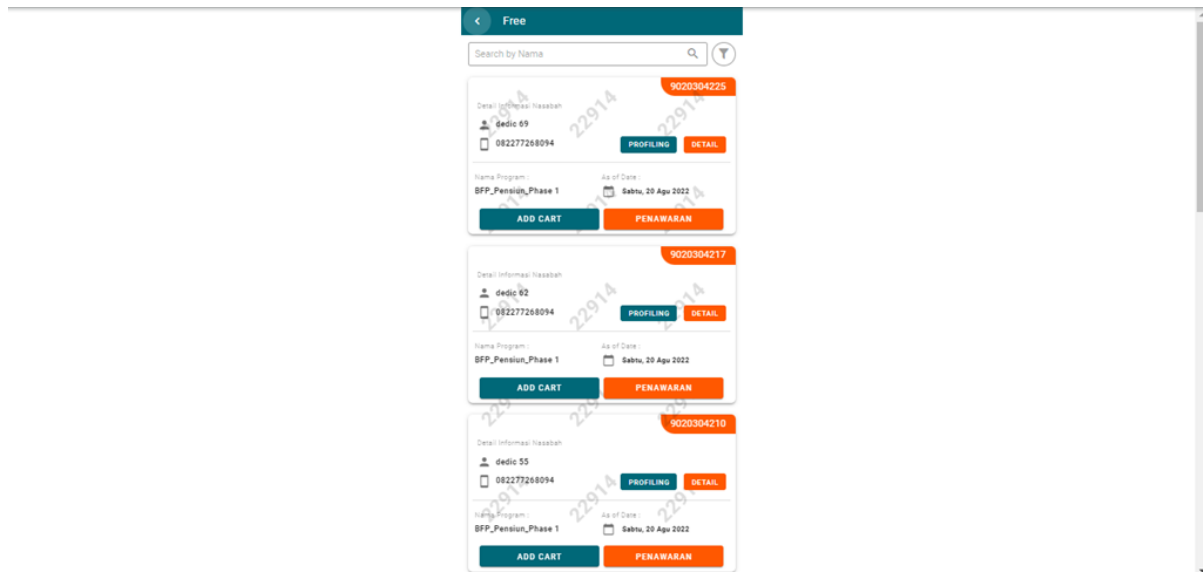 Free
Search by Nama
9020304225
Detail Informasi Nasabah
dedic 69
082277268094
PROFILING DETAIL
Nama Program : As of Date :
BFP_Pensiun_Phase 1 Sabtu, 20 Agu 2022
ADD CART PENAWARAN
9020304217
Detail Informasi Nasabah
dedic 62
082277268094
PROFILING DETAIL
Nama Program : As of Date :
BFP_Pensiun_Phase 1 Sabtu, 20 Agu 2022
ADD CART PENAWARAN
9020304210
Detail Informasi Nasabah
dedic 55
082277268094
PROFILING DETAIL
Nama Program : As of Date :
BFP_Pensiun_Phase 1 Sabtu, 20 Agu 2022
ADD CART PENAWARAN
22914